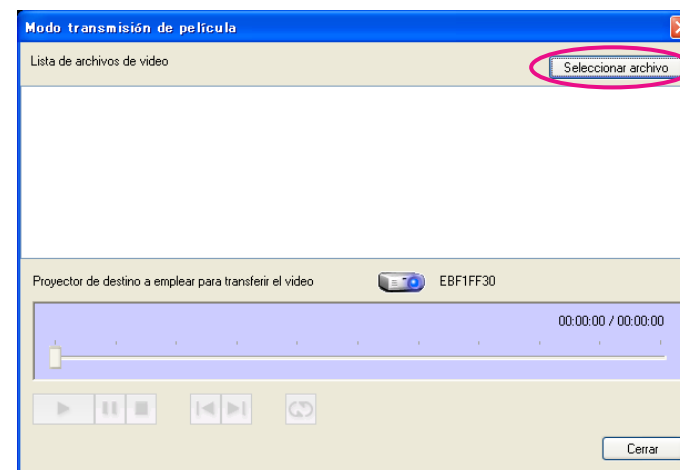 Modo transmisión de película
Lista de archivos de video
Seleccionar archivo
Proyector de destino a emplear para transferir el video
EBF1FF30
00:00:00 / 00:00:00
Cerrar